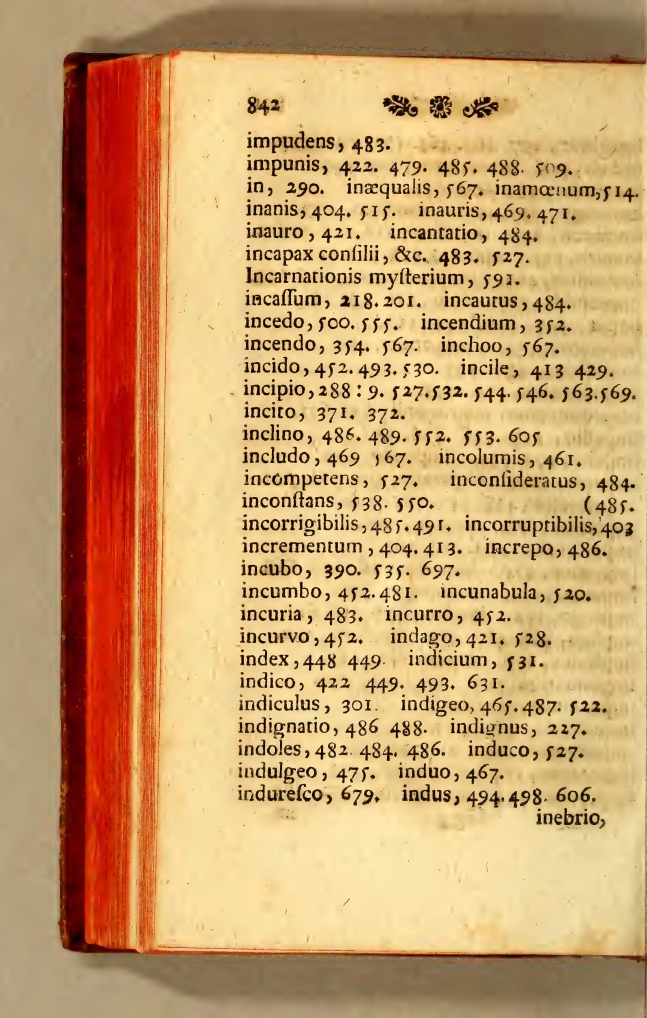 842
impudens, 483.
impunis, 422. 479. 485. 488. 509.
in, 290. inæqualis, 567. inamœnum, 514.
inanis, 404. 515. inauris, 469. 471.
inauro, 421. incantatio, 484.
incapax conſilii, &c. 483. 527.
Incarnationis myſterium, 591.
incaſſum, 218. 201. incautus, 484.
incedo, 500. 555. incendium, 352.
incendo, 354. 567. inchoo, 567.
incido, 452. 493. 530. incile, 413 429.
incipio, 288 : 9. 527. 532. 544. 546. 563. 569.
incito, 371. 372.
inclino, 486. 489. 552. 553. 605
includo, 469 567. incolumis, 461.
incompetens, 527. inconſideratus, 484.
inconſtans, 538. 550. (485.
incorrigibilis, 485. 491. incorruptibilis, 403
incrementum, 404. 413. increpo, 486.
incubo, 390. 535. 697.
incumbo, 452. 481. incunabula, 520.
incuria, 483. incurro, 452.
incurvo, 452. indago, 421. 528.
index, 448 449. indicium, 531.
indico, 422 449. 493. 631.
indiculus, 301. indigeo, 465. 487. 522.
indignatio, 486 488. indignus, 227.
indoles, 482. 484. 486. induco, 527.
indulgeo, 475. induo, 467.
indureſco, 679. indus, 494. 498. 606.
inebrio,